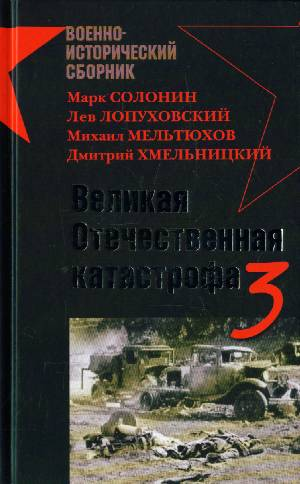 ВОЕННО-
ИСТОРИЧЕСКИЙ
СБОРНИК
Марк СОЛОНИН
Лев ЛОПУХОВСКИЙ
Михаил МЕЛЬТЮХОВ
Дмитрий ХМЕЛЬНИЦКИЙ
Великая
Отечественная
катастрофа
3